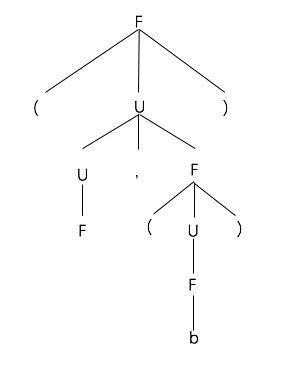 F
( U )
U , F
F ( U )
F
b